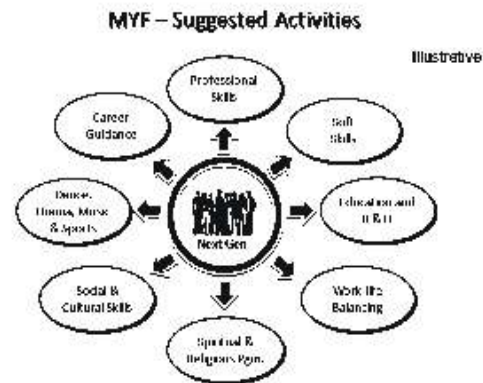 MYF – Suggested Activities
Illustrative
Professional
Skills
Career
Guidance
Soft
Skills
Dance,
Drama, Music
& Sports
Next Gen
Education and
Social &
Cultural Skills
Work life
Balancing
Spiritual &
Religious Pgm.